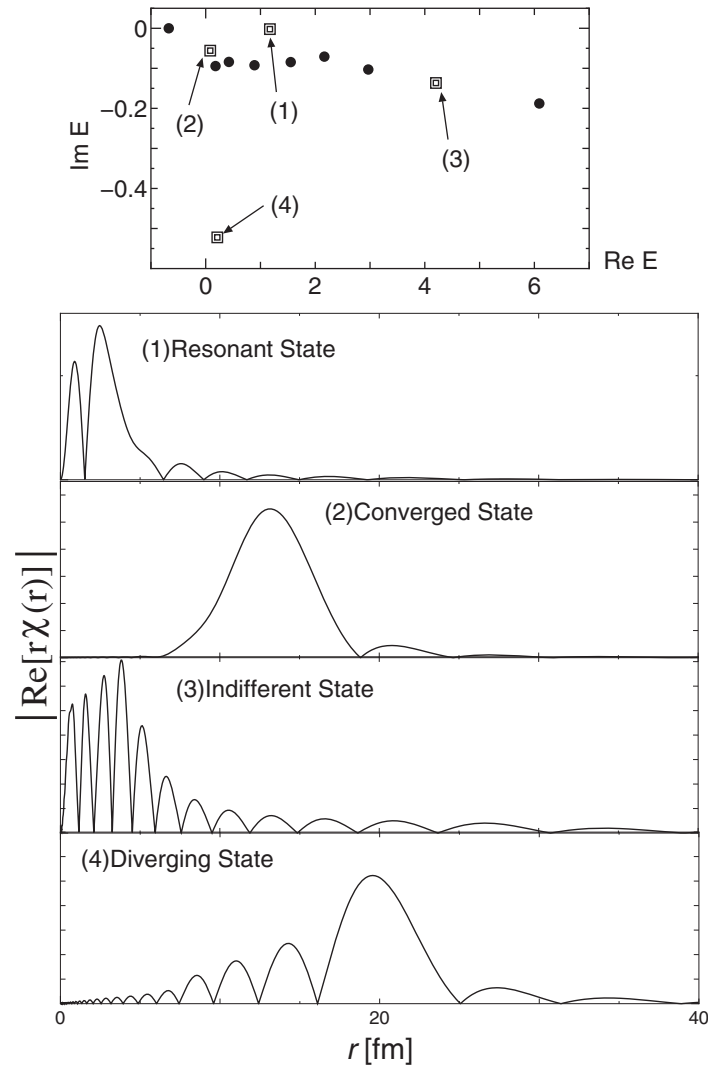 0
(2)
(1)
−0.2
Im E
(3)
−0.4
(4)
0 2 4 6
Re E
(1)Resonant State
(2)Converged State
|Re[rχ(r)]|
(3)Indifferent State
(4)Diverging State
0 20 40
r [fm]